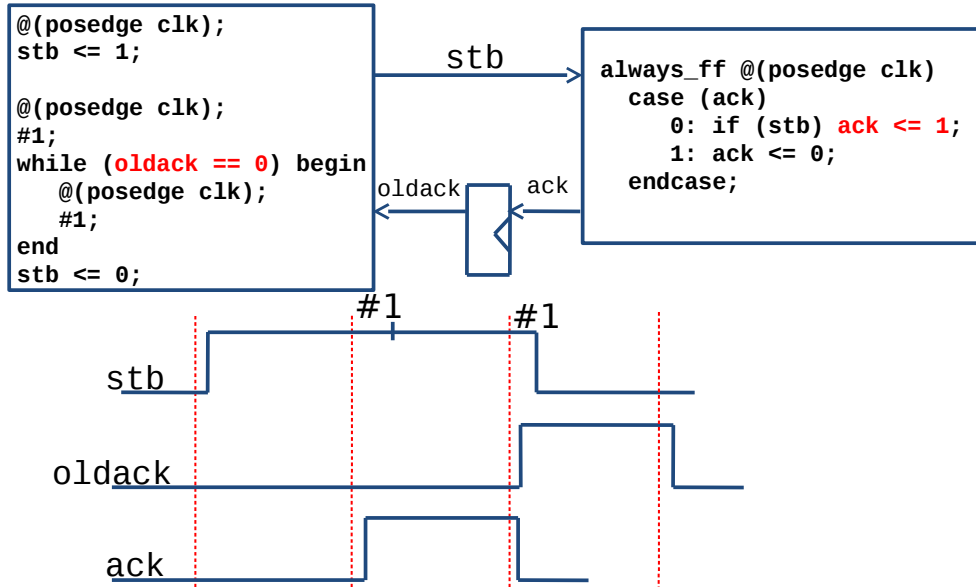 @(posedge clk);
stb <= 1;
@(posedge clk);
#1;
while (oldack == 0) begin
@(posedge clk);
#1;
end
stb <= 0;
stb
always_ff @(posedge clk)
case (ack)
0: if (stb) ack <= 1;
1: ack <= 0;
endcase;
oldack
ack
#1
#1
stb
oldack
ack